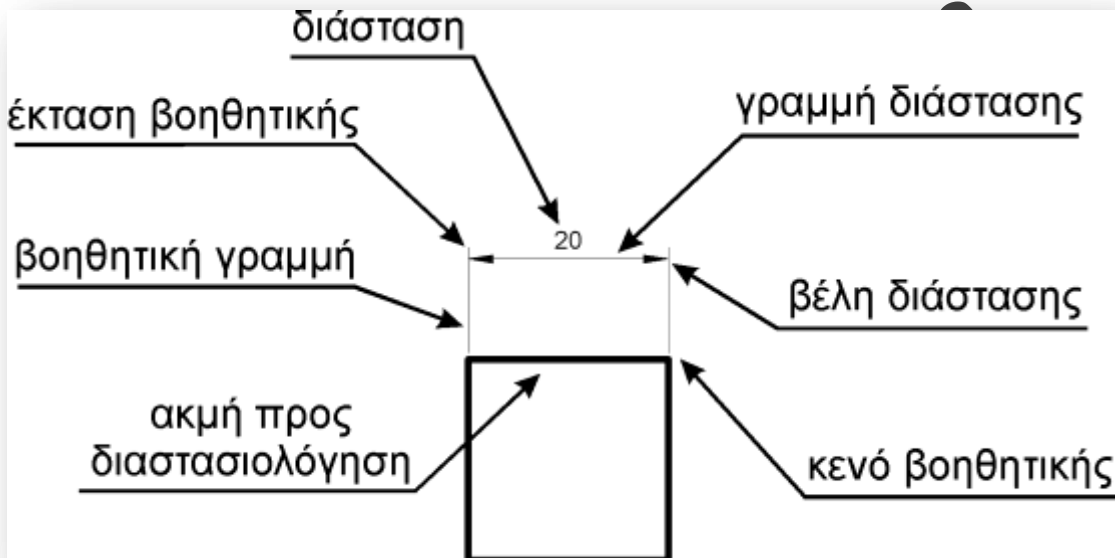 διάσταση
έκταση βοηθητικής
γραμμή διάστασης
20
βοηθητική γραμμή
βέλη διάστασης
ακμή προς
διαστασιολόγηση
κενό βοηθητικής